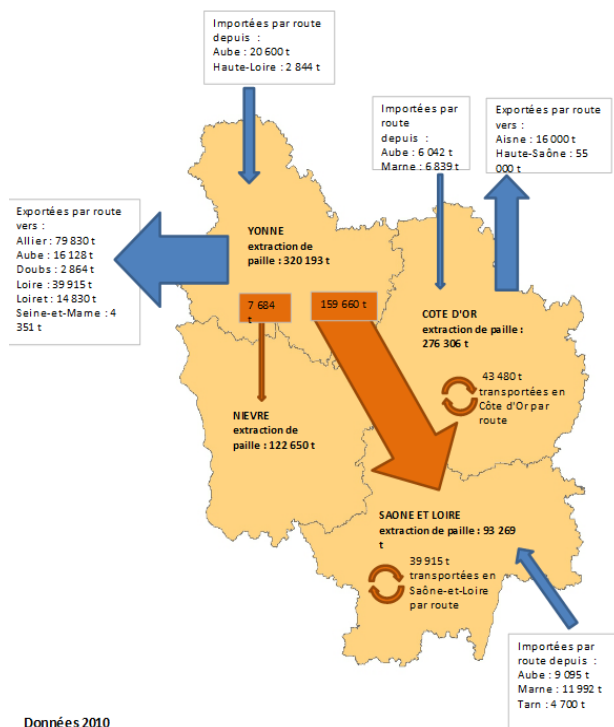 Importées par route
depuis :
Aube : 20 600 t
Haute-Loire : 2 844 t
Importées par
route
depuis :
Aube : 6 042 t
Marne : 6 839 t
Exportées par route
vers :
Aisne : 16 000 t
Haute-Saône : 55
000 t
Exportées par route
vers :
Allier : 79 830 t
Aube : 16 128 t
Doubs : 2 864 t
Loire : 39 915 t
Loiret : 14 830 t
Seine-et-Marne : 4
351 t
YONNE
extraction de
paille : 320 193 t
7 684
t
159 660 t
COTE D'OR
extraction de paille :
276 306 t
43 480 t
transportées en
Côte d'Or par
route
NIEVRE
extraction de
paille : 122 650 t
SAONE ET LOIRE
extraction de paille : 93 269
t
39 915 t
transportées en
Saône-et-Loire
par route
Importées par
route depuis :
Aube : 9 095 t
Marne : 11 992 t
Tarn : 4 700 t
Données 2010